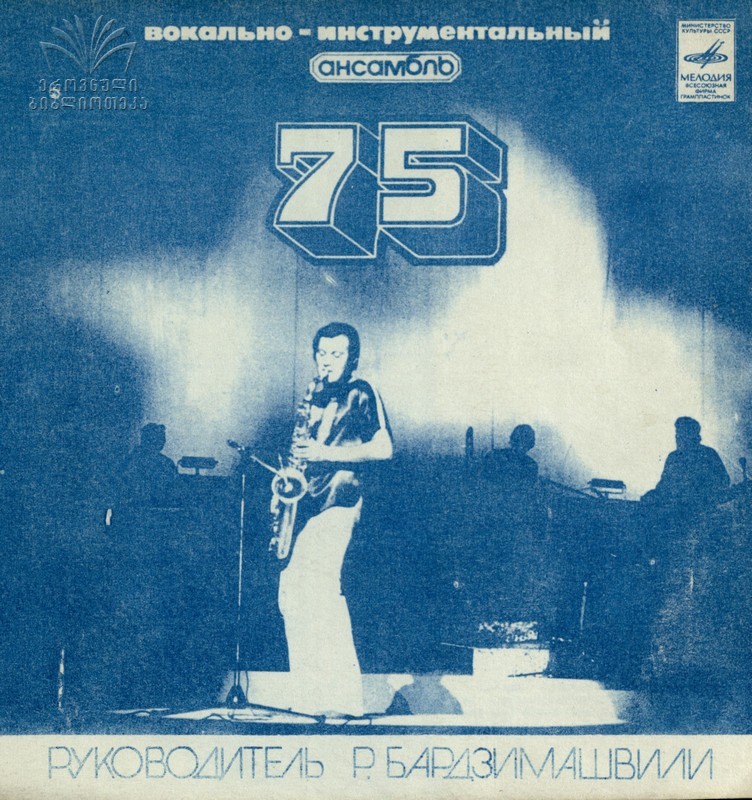 вокально - инструментальный
ансамбль
75
МИНИСТЕРСТВО
КУЛЬТУРЫ СССР
МЕЛОДИЯ
ВСЕСОЮЗНАЯ
ФИРМА
ГРАМПЛАСТИНОК
ეროვნული
ბიბლიოთეკა
РУКОВОДИТЕЛЬ Р. БАРДЗИМАШВИЛИ